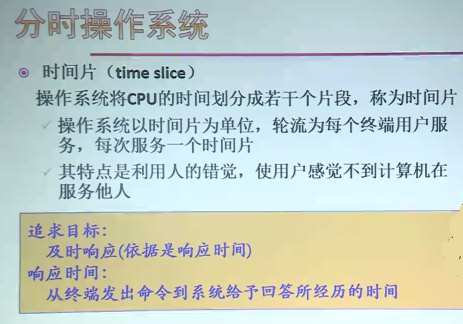 分时操作系统
时间片（time slice）
操作系统将CPU的时间划分成若干个片段，称为时间片
操作系统以时间片为单位，轮流为每个终端用户服
务，每次服务一个时间片
其特点是利用人的错觉，使用户感觉不到计算机在
服务他人
追求目标：
及时响应(依据是响应时间)
响应时间：
从终端发出命令到系统给予回答所经历的时间